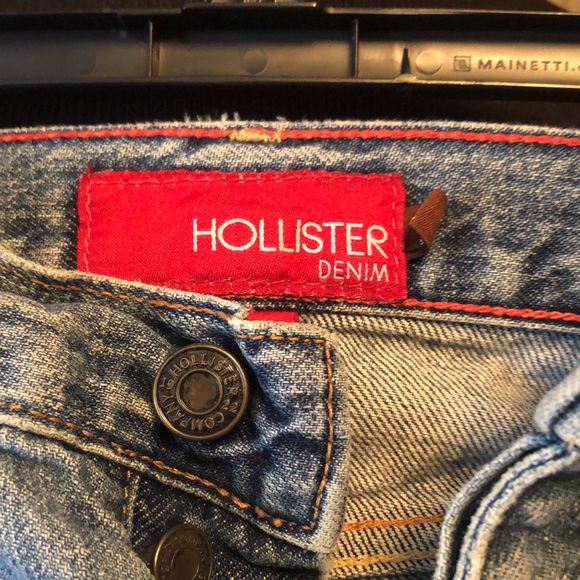 MAINETTI.
HOLLISTER
DENIM
HOLLISTER
COMPANY